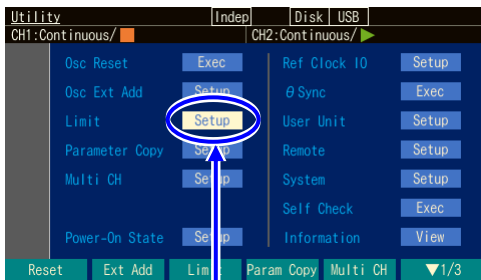 Utility Indep Disk USB
CH1:Continuous/ CH2:Continuous/
Osc Reset Exec Ref Clock IO Setup
Osc Ext Add Setup θSync Exec
Limit Setup User Unit Setup
Parameter Copy Setup Remote Setup
Multi CH Setup System Setup
Self Check Exec
Power-On State Setup Information View
Reset Ext Add Limit Param Copy Multi CH ▽1/3